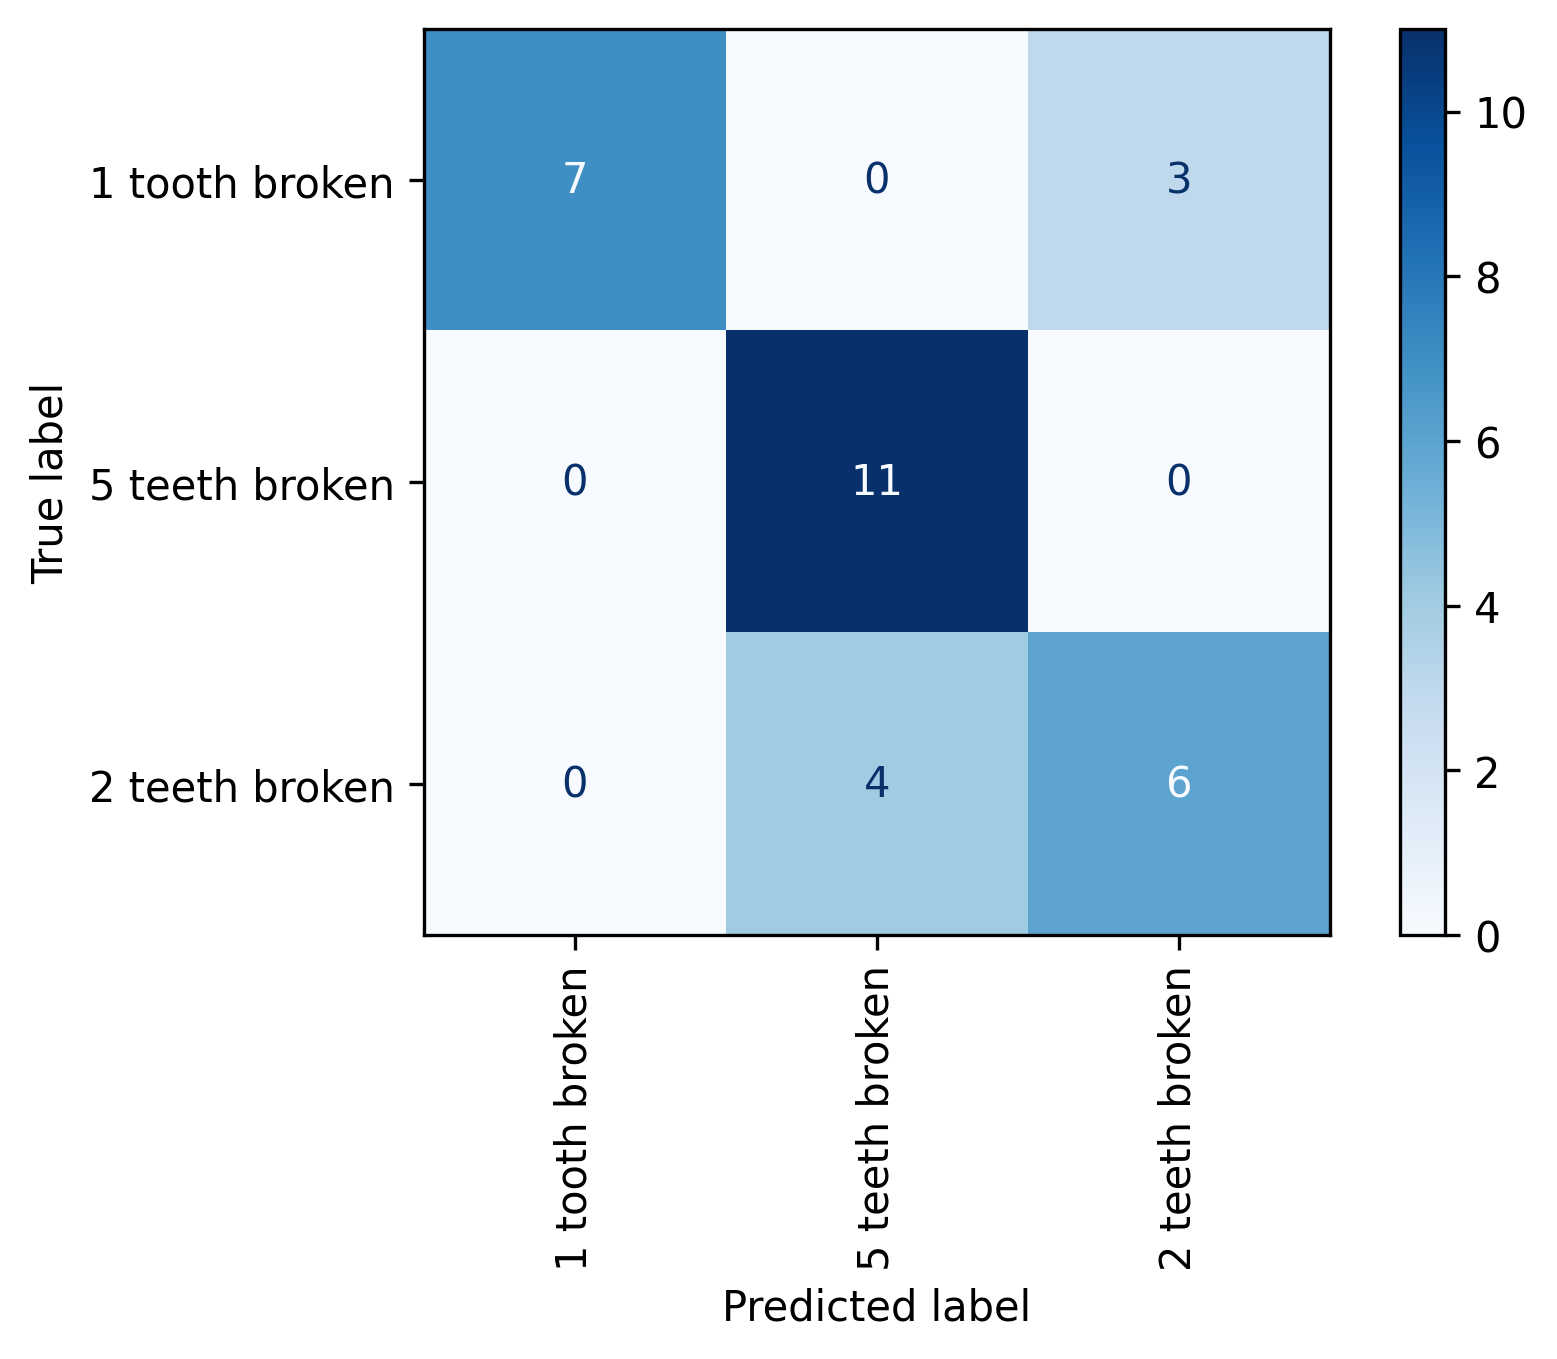 True label
1 tooth broken
5 teeth broken
2 teeth broken
7 0 3
0 11 0
0 4 6
1 tooth broken
5 teeth broken
2 teeth broken
Predicted label
10
8
6
4
2
0